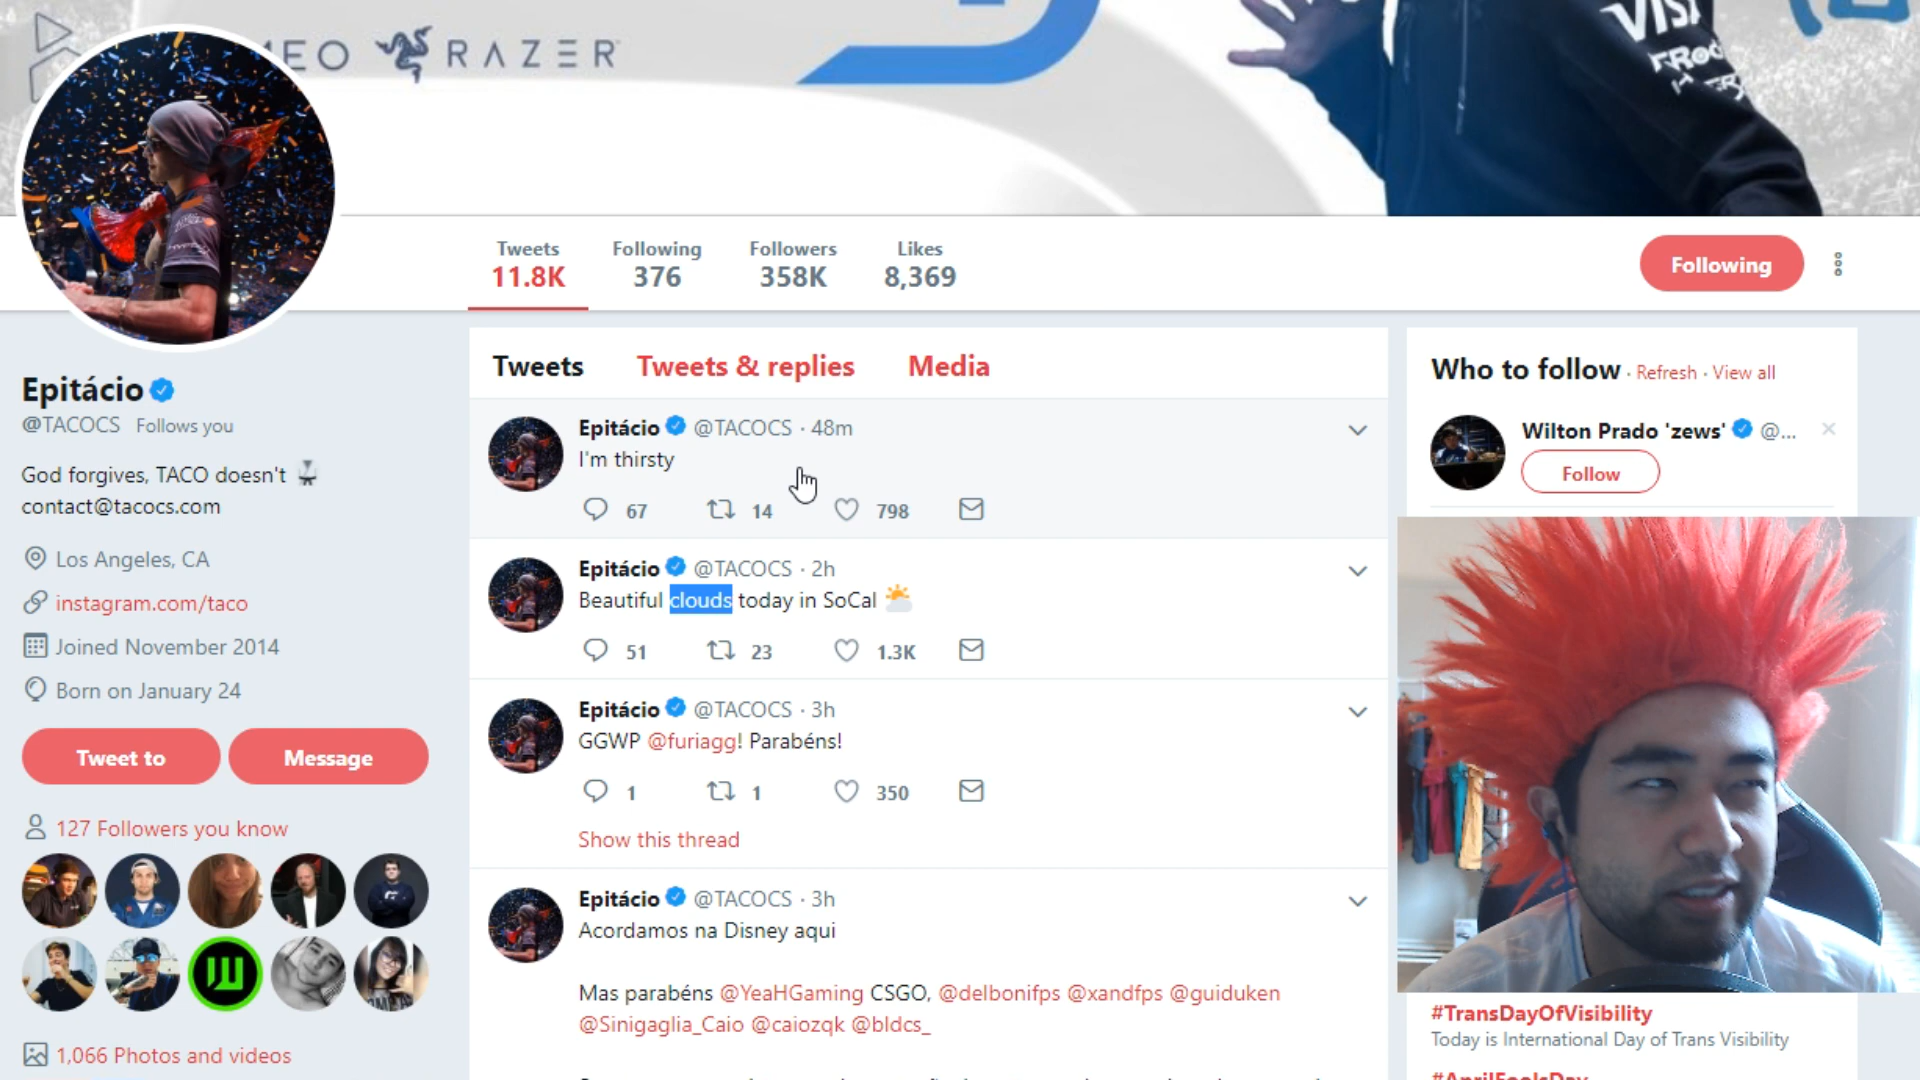 RAZER
VISA
Tweets
11.8K
Following
376
Followers
358K
Likes
8,369
Following
Epitácio
@TACOCS Follows you
God forgives, TACO doesn't
contact@tacocs.com
Los Angeles, CA
instagram.com/taco
Joined November 2014
Born on January 24
Tweet to
Message
127 Followers you know
1,066 Photos and videos
Tweets
Tweets & replies
Media
Epitácio @TACOCS · 48m
I'm thirsty
67
14
798
Epitácio @TACOCS · 2h
Beautiful clouds today in SoCal
51
23
1.3K
Epitácio @TACOCS · 3h
GGWP @furiagg! Parabéns!
1
1
350
Show this thread
Epitácio @TACOCS · 3h
Acordamos na Disney aqui
Mas parabéns @YeaHGaming CSGO, @delbonifps @xandfps @guiduken
@Sinigaglia_Caio @caiozqk @bldcs_
Who to follow · Refresh · View all
Wilton Prado 'zews' @...
Follow
#TransDayOfVisibility
Today is International Day of Trans Visibility
#AprilFoolsDay